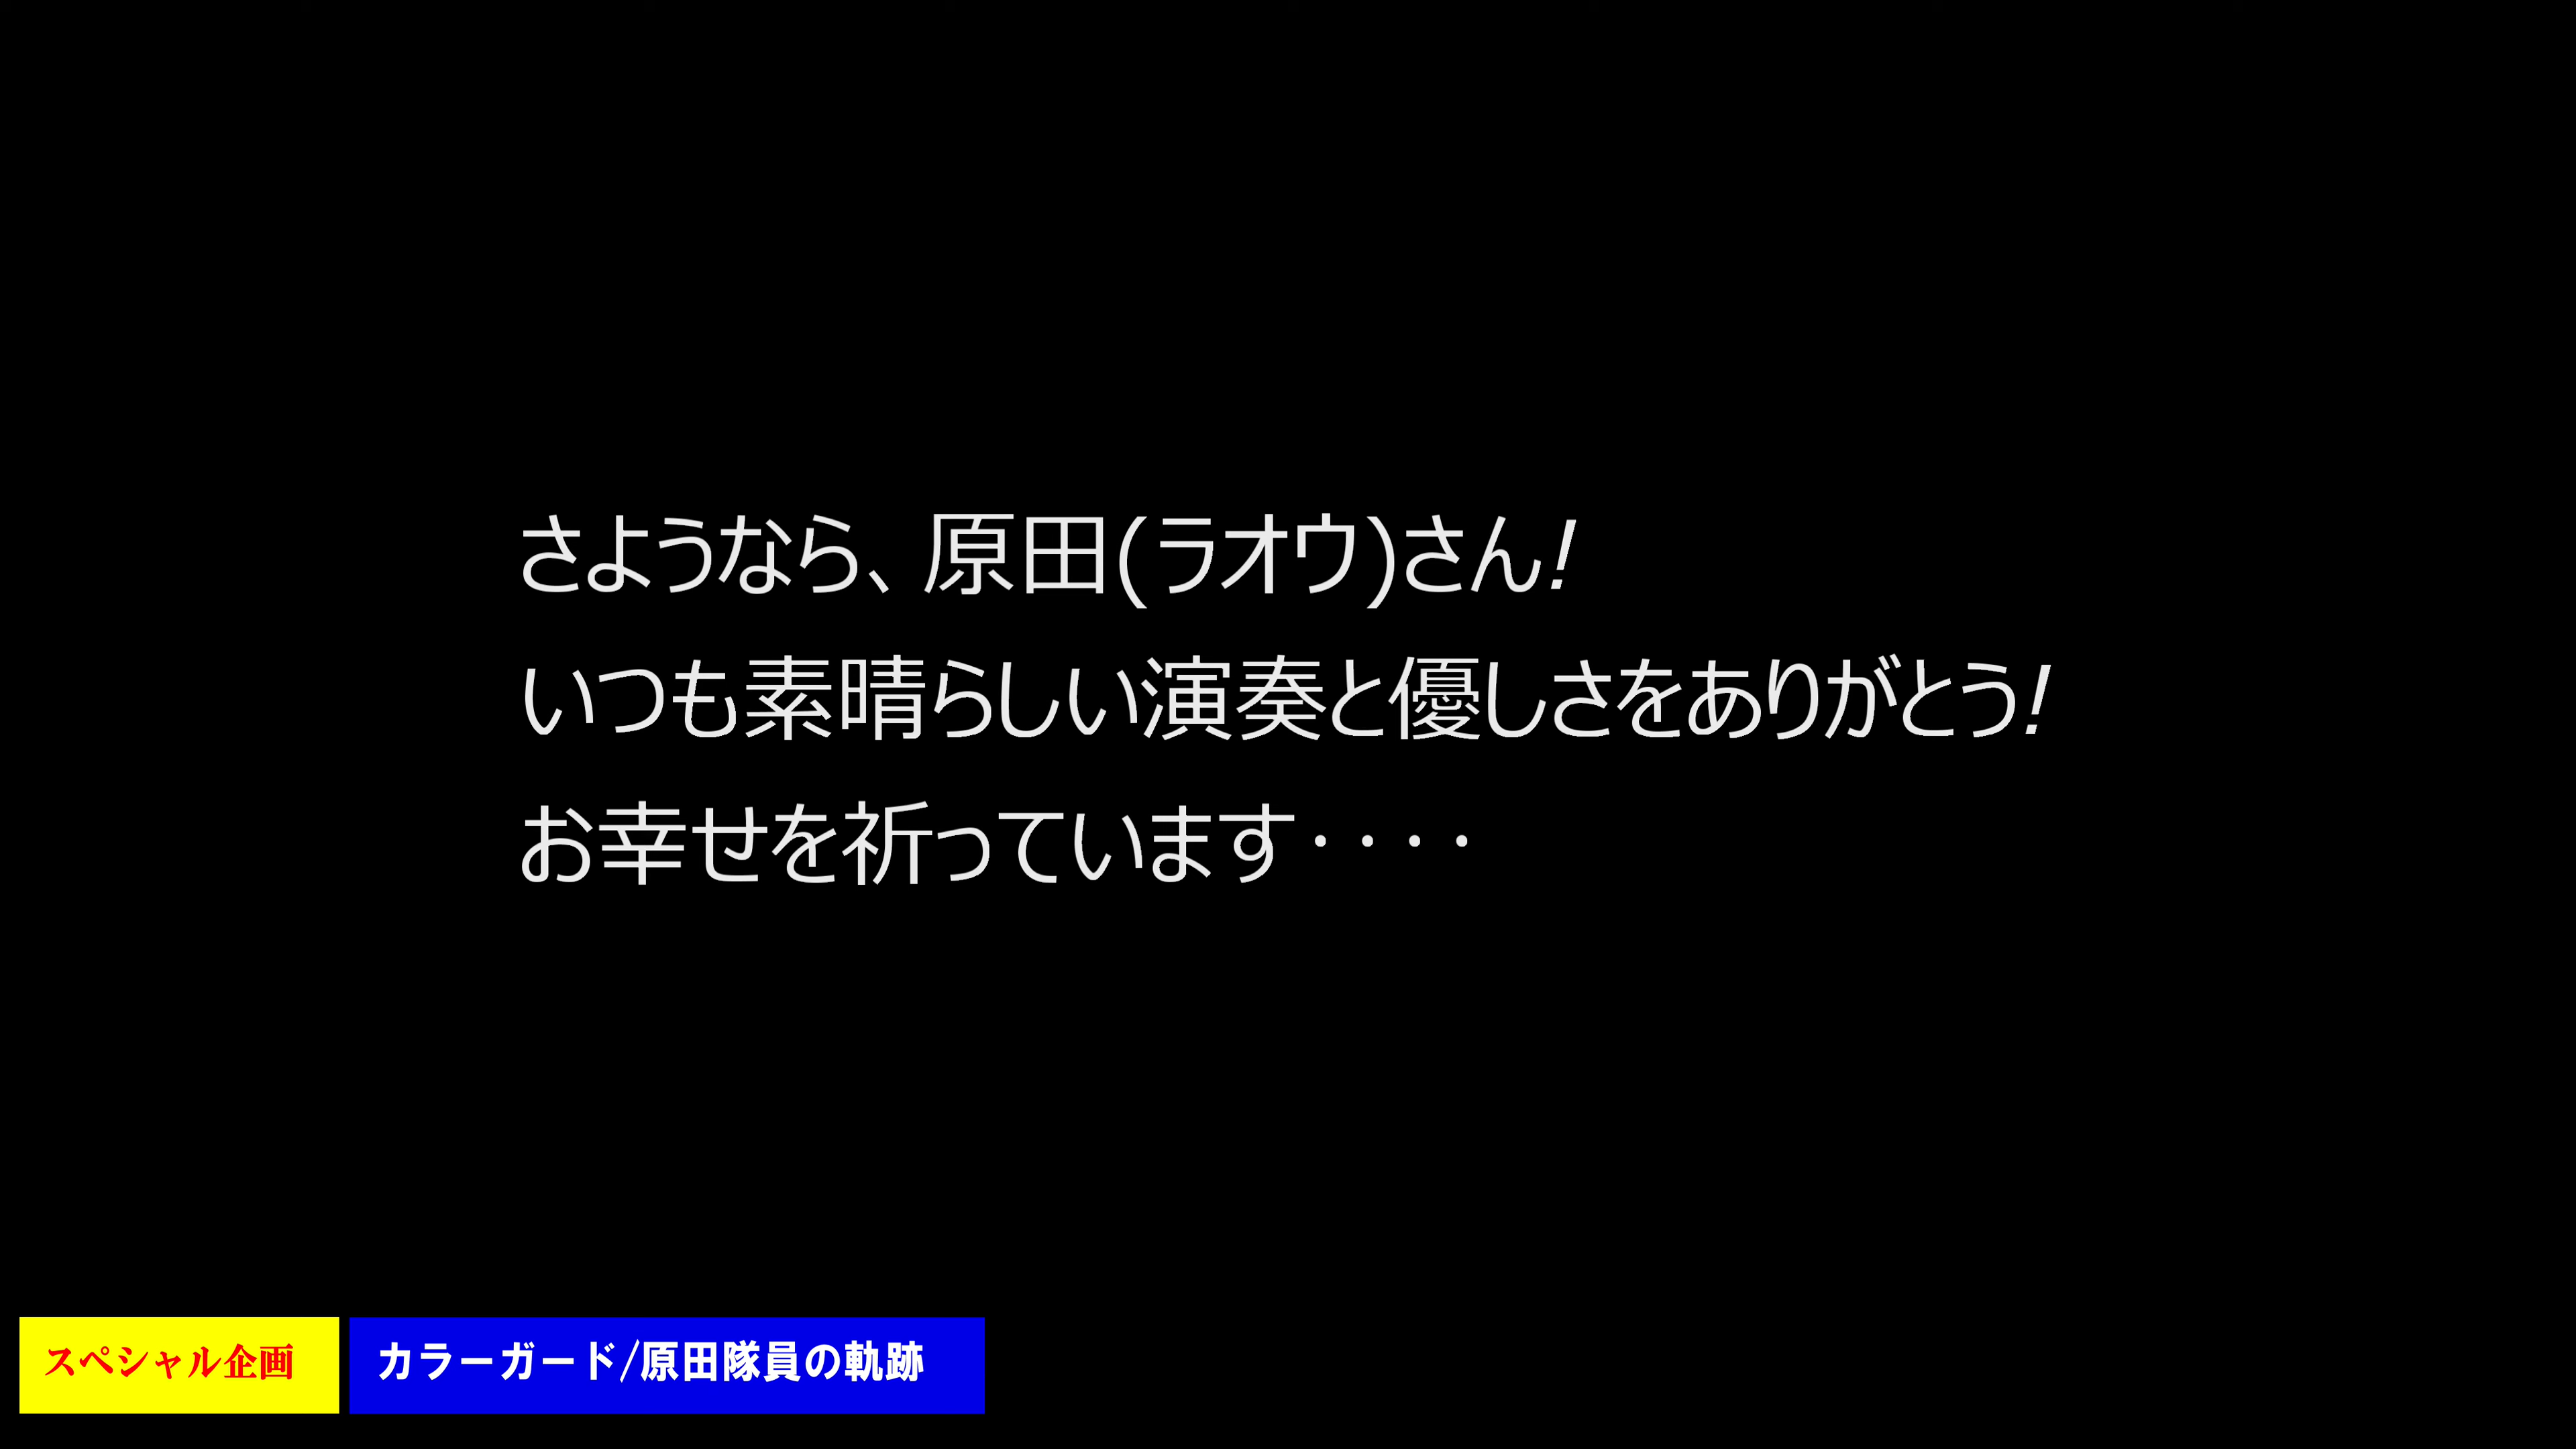 さようなら、原田(ラオウ)さん!
いつも素晴らしい演奏と優しさをありがとう!
お幸せを祈っています････
スペシャル企画
カラーガード/原田隊員の軌跡